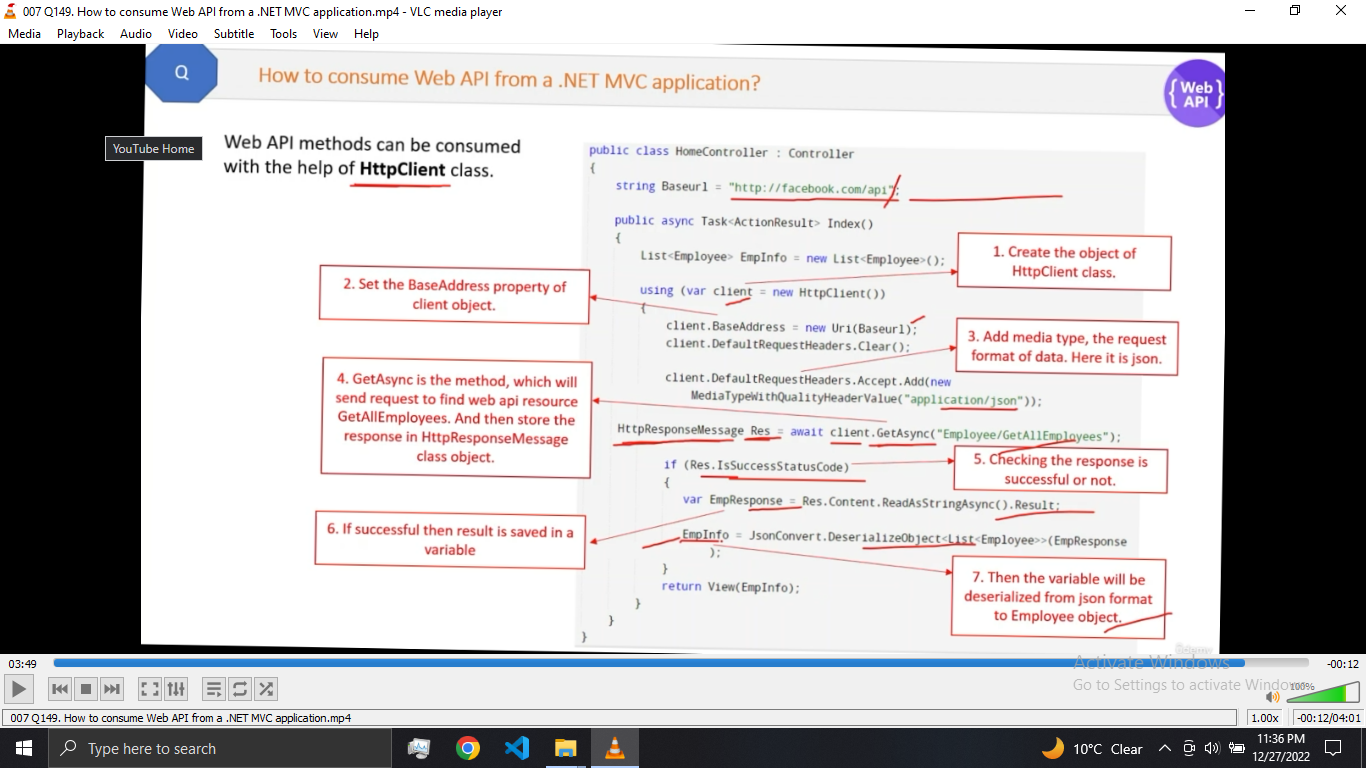 007 Q149. How to consume Web API from a .NET MVC application.mp4 - VLC media player
Media Playback Audio Video Subtitle Tools View Help
Q
How to consume Web API from a .NET MVC application?
{ Web }
API
YouTube Home
Web API methods can be consumed
with the help of HttpClient class.
public class HomeController : Controller
{
string Baseurl = "http://facebook.com/api";
public async Task<ActionResult> Index()
{
List<Employee> EmpInfo = new List<Employee>();
using (var client = new HttpClient())
{
client.BaseAddress = new Uri(Baseurl);
client.DefaultRequestHeaders.Clear();
client.DefaultRequestHeaders.Accept.Add(new
MediaTypeWithQualityHeaderValue("application/json"));
HttpResponseMessage Res = await client.GetAsync("Employee/GetAllEmployees");
if (Res.IsSuccessStatusCode)
{
var EmpResponse = Res.Content.ReadAsStringAsync().Result;
EmpInfo = JsonConvert.DeserializeObject<List<Employee>>(EmpResponse
);
}
return View(EmpInfo);
}
}
}
1. Create the object of
HttpClient class.
2. Set the BaseAddress property of
client object.
3. Add media type, the request
format of data. Here it is json.
4. GetAsync is the method, which will
send request to find web api resource
GetAllEmployees. And then store the
response in HttpResponseMessage
class object.
5. Checking the response is
successful or not.
6. If successful then result is saved in a
variable
7. Then the variable will be
deserialized from json format
to Employee object.
Udemy
Activate Windows
Go to Settings to activate Windows.
03:49
-00:12
100%
007 Q149. How to consume Web API from a .NET MVC application.mp4
1.00x
-00:12/04:01
Type here to search
10°C Clear
11:36 PM
12/27/2022